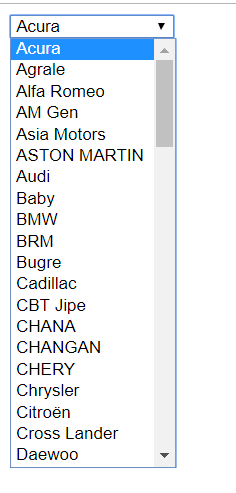 Acura
Acura
Agrale
Alfa Romeo
AM Gen
Asia Motors
ASTON MARTIN
Audi
Baby
BMW
BRM
Bugre
Cadillac
CBT Jipe
CHANA
CHANGAN
CHERY
Chrysler
Citroën
Cross Lander
Daewoo